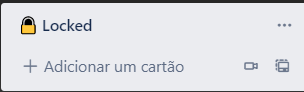 🔒 Locked
+ Adicionar um cartão